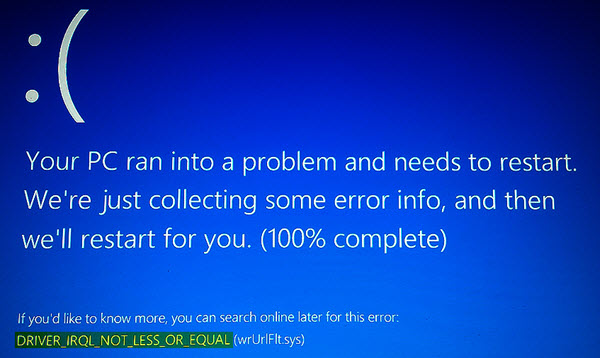 :(
Your PC ran into a problem and needs to restart.
We're just collecting some error info, and then
we'll restart for you. (100% complete)
If you'd like to know more, you can search online later for this error:
DRIVER_IRQL_NOT_LESS_OR_EQUAL (wrUrlFlt.sys)